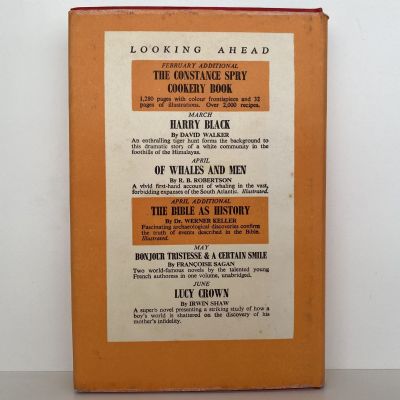 LOOKING AHEAD
FEBRUARY ADDITIONAL
THE CONSTANCE SPRY
COOKERY BOOK
1,280 pages with colour frontispiece and 32
pages of illustrations. Over 2,000 recipes.
MARCH
HARRY BLACK
By DAVID WALKER
An enthralling tiger hunt forms the background to
this dramatic story of a white community in the
foothills of the Himalayas.
APRIL
OF WHALES AND MEN
By R. B. ROBERTSON
A vivid first-hand account of whaling in the vast,
forbidding expanses of the South Atlantic. Illustrated.
APRIL ADDITIONAL
THE BIBLE AS HISTORY
By Dr. WERNER KELLER
Fascinating archaeological discoveries confirm
the truth of events described in the Bible.
Illustrated.
MAY
BONJOUR TRISTESSE & A CERTAIN SMILE
By FRANÇOISE SAGAN
Two world-famous novels by the talented young
French authoress in one volume, unabridged.
JUNE
LUCY CROWN
By IRWIN SHAW
A superb novel presenting a striking study of how a
boy's world is shattered on the discovery of his
mother's infidelity.